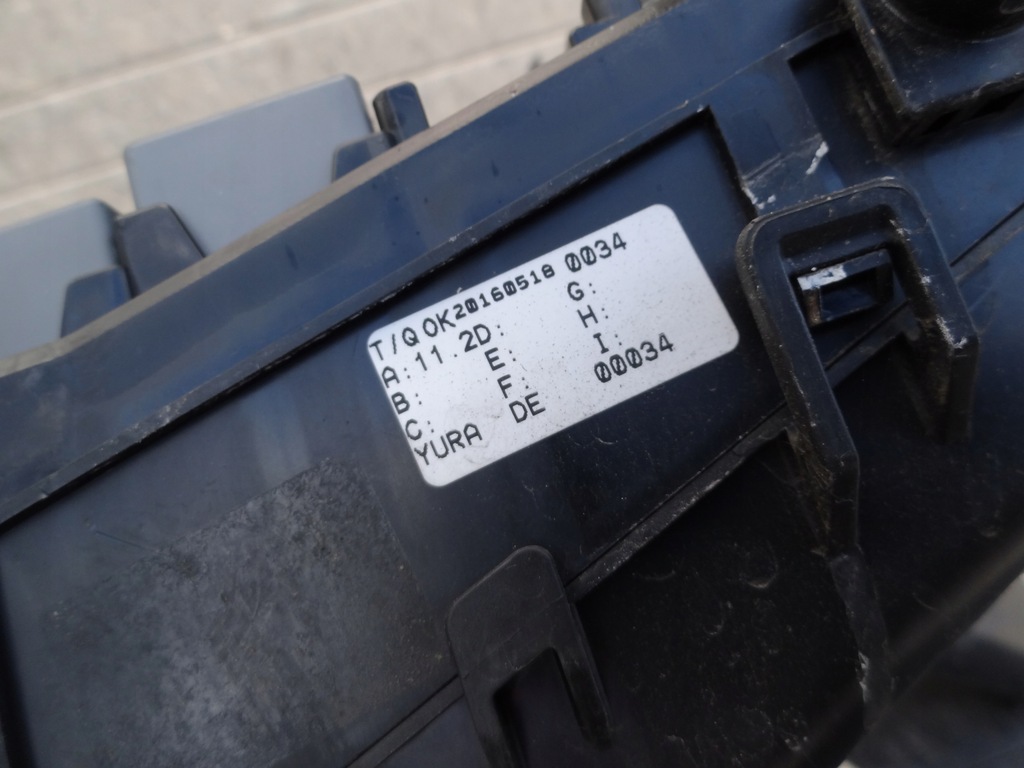 T/Q OK20160518 0034
A:11.2D: G:
B: E: H:
C: F: I:
YURA DE 00034